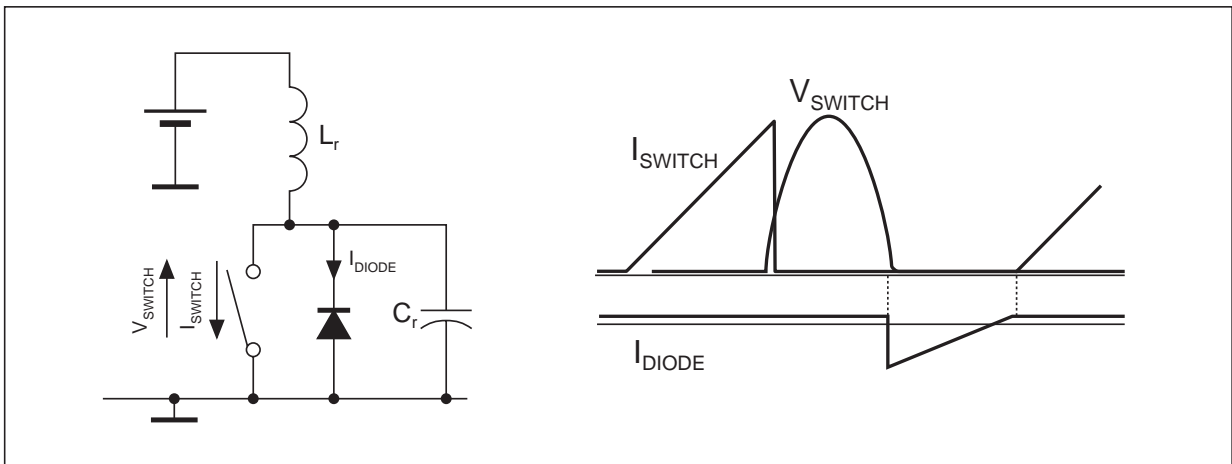 L_r
V_SWITCH
I_SWITCH
I_DIODE
C_r
I_SWITCH
V_SWITCH
I_DIODE